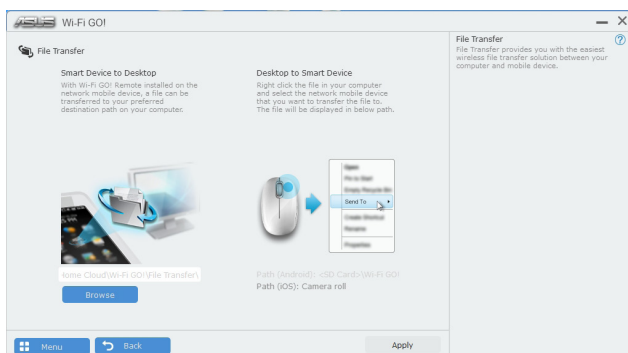 ASUS Wi-Fi GO!
File Transfer
Smart Device to Desktop
With Wi-Fi GO! Remote installed on the
network mobile device, a file can be
transferred to your preferred
destination path on your computer.
Home Cloud\Wi-Fi GO!\File Transfer\
Browse
Desktop to Smart Device
Right click the file in your computer
and select the network mobile device
that you want to transfer the file to.
The file will be displayed in below path.
Open
Pin to Start
Empty Recycle Bin
Send To
Create Shortcut
Rename
Properties
Path (Android): <SD Card>\Wi-Fi GO!
Path (iOS): Camera roll
Menu
Back
Apply
File Transfer
File Transfer provides you with the easiest
wireless file transfer solution between your
computer and mobile device.
?